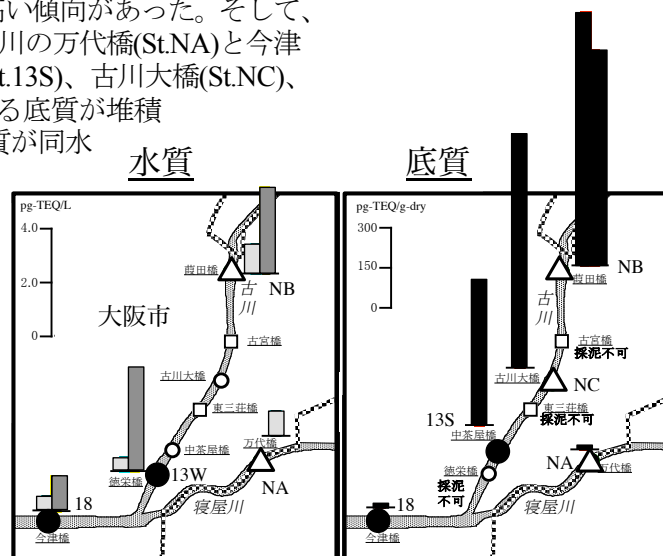 高い傾向があった。そして、
川の万代橋(St.NA)と今津
t.13S)、古川大橋(St.NC)、
る底質が堆積
質が同水
水質
pg-TEQ/L
4.0
2.0
0
大阪市
蕨田橋
古川
NB
古宮橋
古川大橋
東三荘橋
中茶屋橋
万代橋
徳栄橋
13W
NA
18
今津橋
寝屋川
底質
pg-TEQ/g-dry
300
150
0
蕨田橋
NB
古川
古宮橋
採泥不可
古川大橋
NC
東三荘橋
採泥不可
13S
中茶屋橋
徳栄橋
採泥
不可
NA
万代橋
18
今津橋
寝屋川